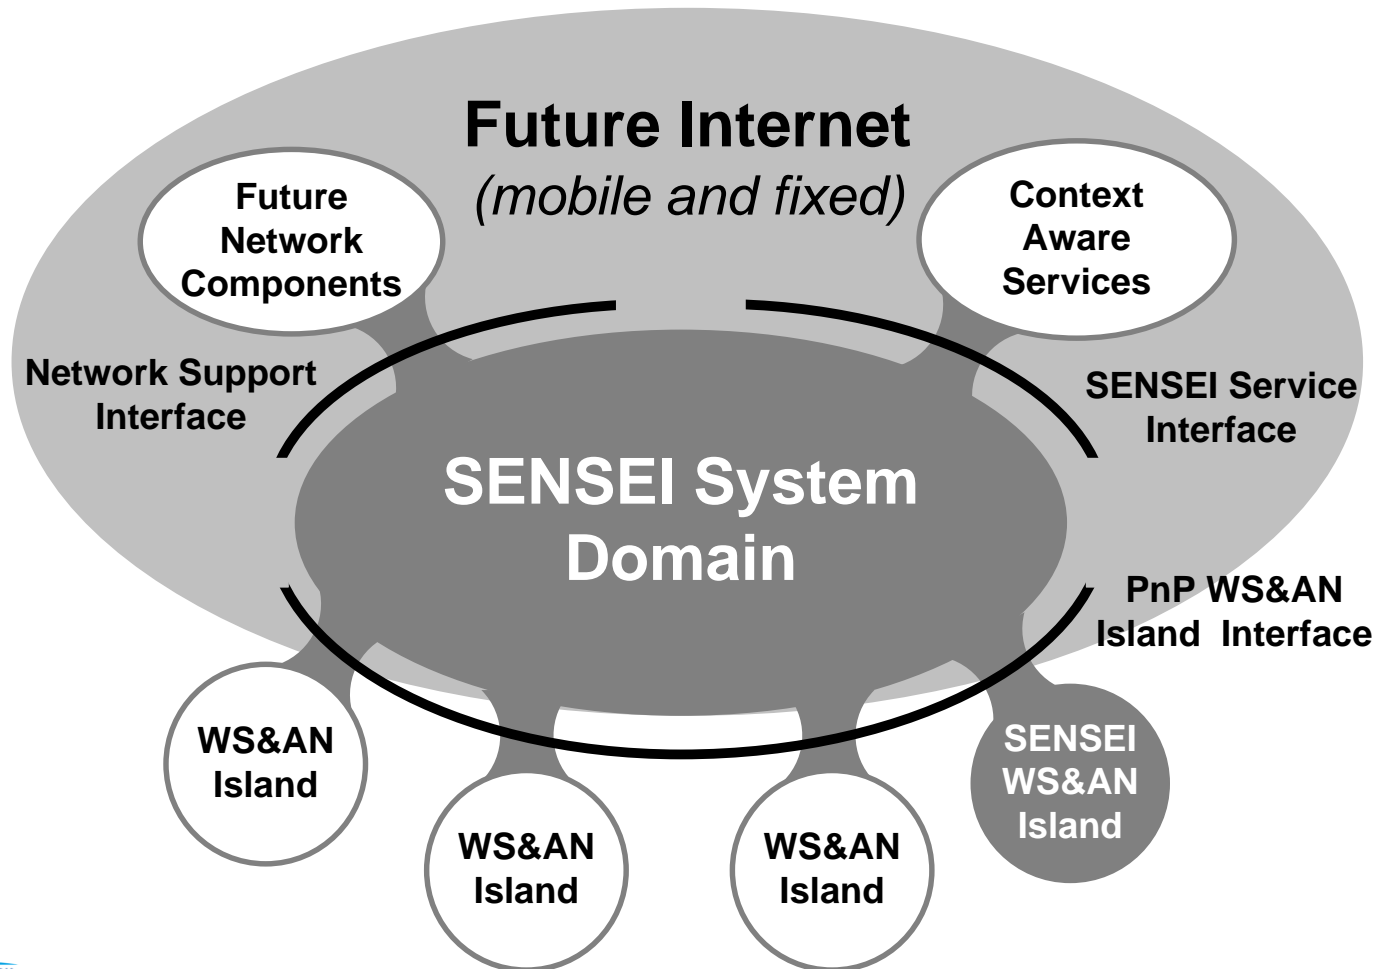 Future Internet
(mobile and fixed)
Future
Network
Components
Context
Aware
Services
Network Support
Interface
SENSEI Service
Interface
SENSEI System
Domain
PnP WS&AN
Island Interface
WS&AN
Island
WS&AN
Island
WS&AN
Island
SENSEI
WS&AN
Island